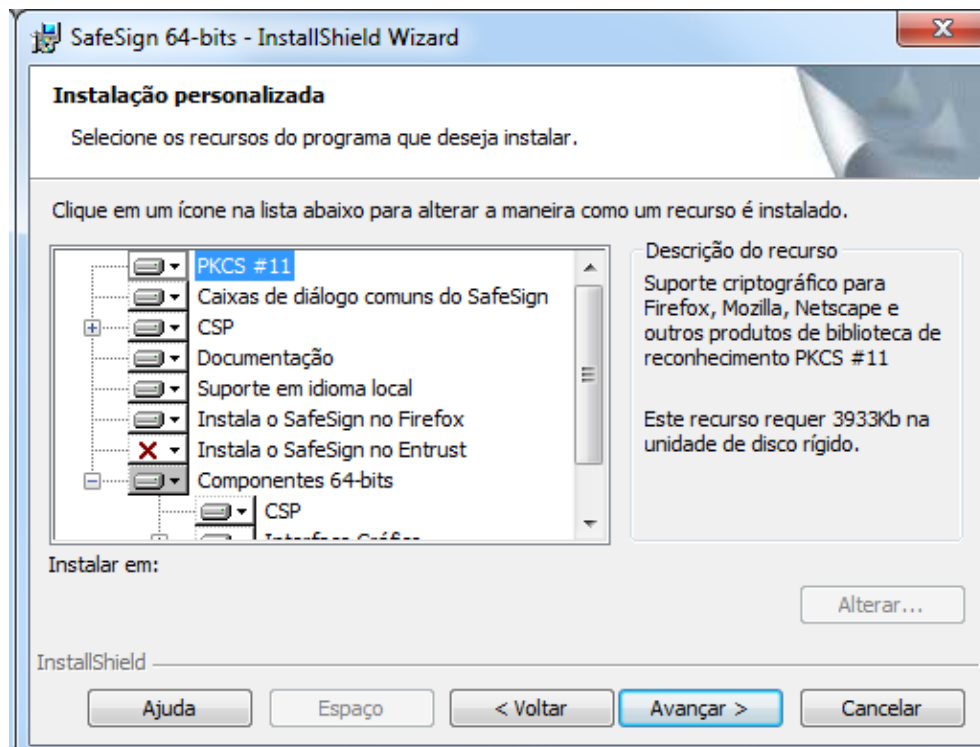 SafeSign 64-bits - InstallShield Wizard
Instalação personalizada
Selecione os recursos do programa que deseja instalar.
Clique em um ícone na lista abaixo para alterar a maneira como um recurso é instalado.
PKCS #11
Caixas de diálogo comuns do SafeSign
CSP
Documentação
Suporte em idioma local
Instala o SafeSign no Firefox
Instala o SafeSign no Entrust
Componentes 64-bits
CSP
Interface Gráfica
Descrição do recurso
Suporte criptográfico para
Firefox, Mozilla, Netscape e
outros produtos de biblioteca de
reconhecimento PKCS #11
Este recurso requer 3933Kb na
unidade de disco rígido.
Instalar em:
Alterar...
InstallShield
Ajuda
Espaço
< Voltar
Avançar >
Cancelar